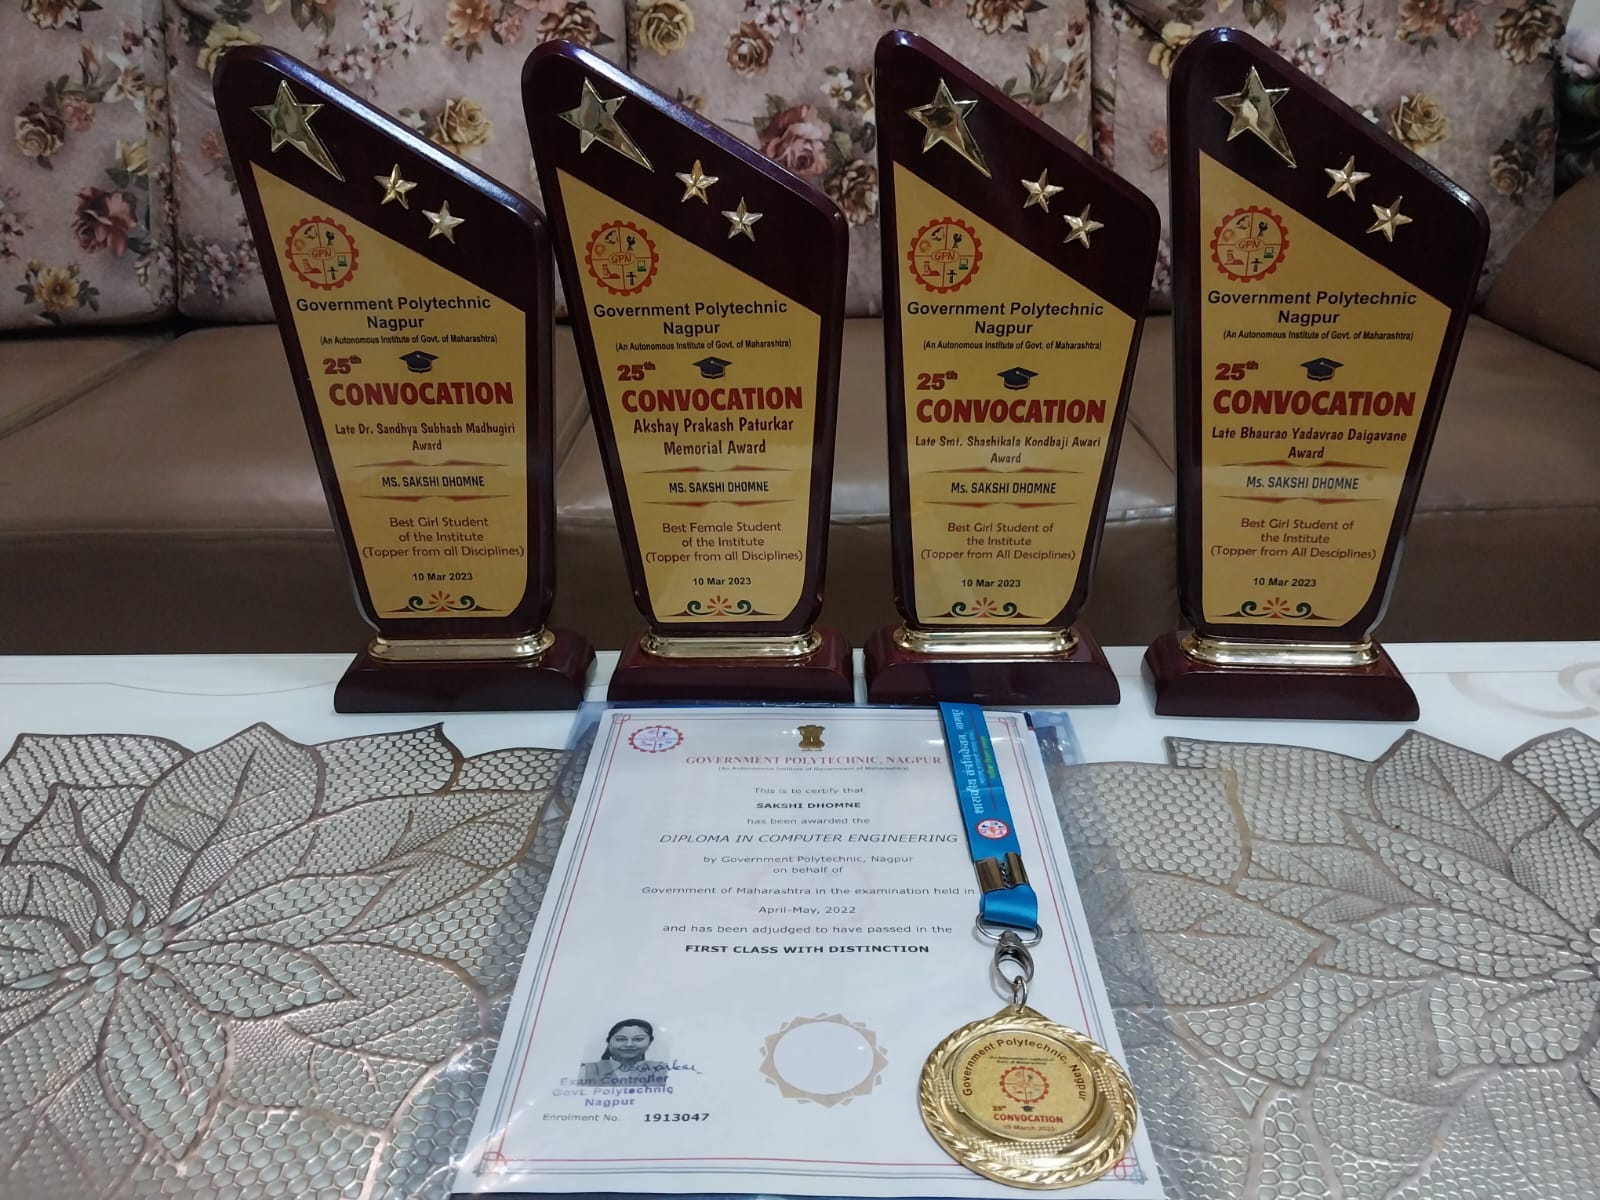 GPN
Government Polytechnic
Nagpur
(An Autonomous Institute of Govt. of Maharashtra)
25th
CONVOCATION
Late Dr. Sandhya Subhash Madhugiri
Award
MS. SAKSHI DHOMNE
Best Girl Student
of the Institute
(Topper from all Disciplines)
10 Mar 2023
GPN
Government Polytechnic
Nagpur
(An Autonomous Institute of Govt. of Maharashtra)
25th
CONVOCATION
Akshay Prakash Paturkar
Memorial Award
MS. SAKSHI DHOMNE
Best Female Student
of the Institute
(Topper from all Disciplines)
10 Mar 2023
GPN
Government Polytechnic
Nagpur
(An Autonomous Institute of Govt. of Maharashtra)
25th
CONVOCATION
Late Smt. Shashikala Kondbaji Awari
Award
Ms. SAKSHI DHOMNE
Best Girl Student of
the Institute
(Topper from All Desciplines)
10 Mar 2023
GPN
Government Polytechnic
Nagpur
(An Autonomous Institute of Govt. of Maharashtra)
25th
CONVOCATION
Late Bhaurao Yadavrao Daigavane
Award
Ms. SAKSHI DHOMNE
Best Girl Student of
the Institute
(Topper from All Desciplines)
10 Mar 2023
GOVERNMENT POLYTECHNIC, NAGPUR
(An Autonomous Institute of Government of Maharashtra)
This is to certify that
SAKSHI DHOMNE
has been awarded the
DIPLOMA IN COMPUTER ENGINEERING
by Government Polytechnic, Nagpur
on behalf of
Government of Maharashtra in the examination held in
April-May, 2022
and has been adjudged to have passed in the
FIRST CLASS WITH DISTINCTION
Exam Controller
Govt. Polytechnic
Nagpur
Enrolment No. 1913047
शासकीय तंत्रनिकेतन, नागपूर
Government Polytechnic, Nagpur
25th
CONVOCATION